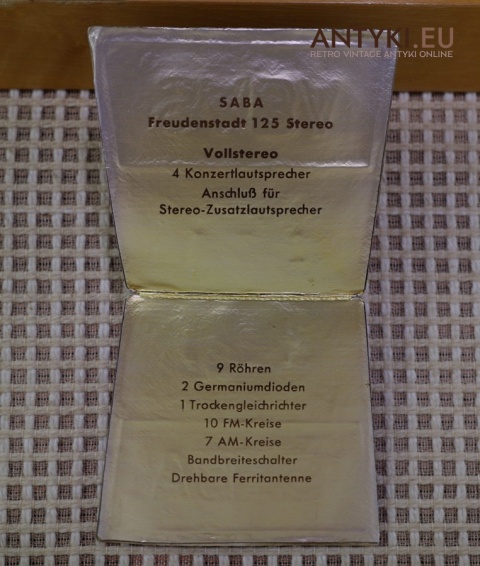 ANTYKI.EU
RETRO VINTAGE ANTYKI ONLINE
SABA
Freudenstadt 125 Stereo
Vollstereo
4 Konzertlautsprecher
Anschluß für
Stereo-Zusatzlautsprecher
9 Röhren
2 Germaniumdioden
1 Trockengleichrichter
10 FM-Kreise
7 AM-Kreise
Bandbreiteschalter
Drehbare Ferritantenne